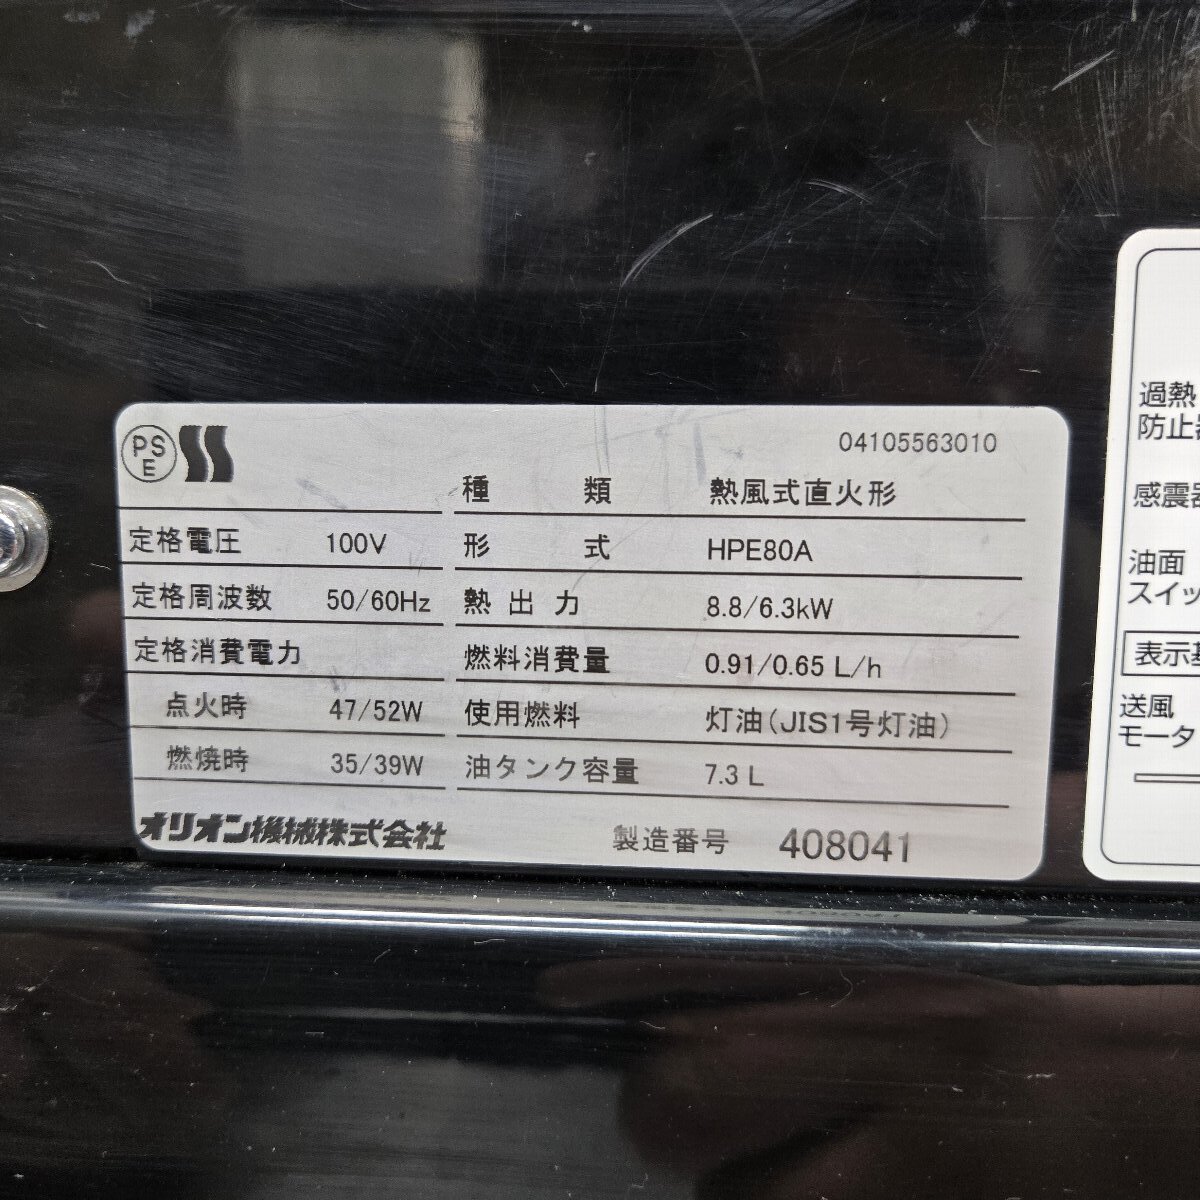 PS
E
04105563010
種類 熱風式直火形
定格電圧 100V 形式 HPE80A
定格周波数 50/60Hz 熱出力 8.8/6.3kW
定格消費電力 燃料消費量 0.91/0.65 L/h
点火時 47/52W 使用燃料 灯油(JIS1号灯油)
燃焼時 35/39W 油タンク容量 7.3 L
オリオン機械株式会社 製造番号 408041
過熱
防止器
感震器
油面
スイッ
表示基
送風
モータ